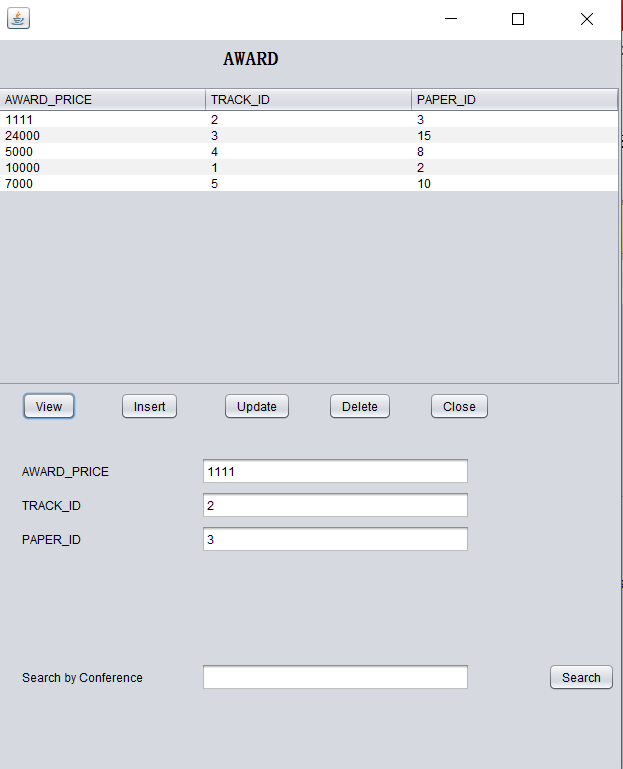 AWARD
AWARD_PRICE TRACK_ID PAPER_ID
1111 2 3
24000 3 15
5000 4 8
10000 1 2
7000 5 10
View Insert Update Delete Close
AWARD_PRICE 1111
TRACK_ID 2
PAPER_ID 3
Search by Conference Search